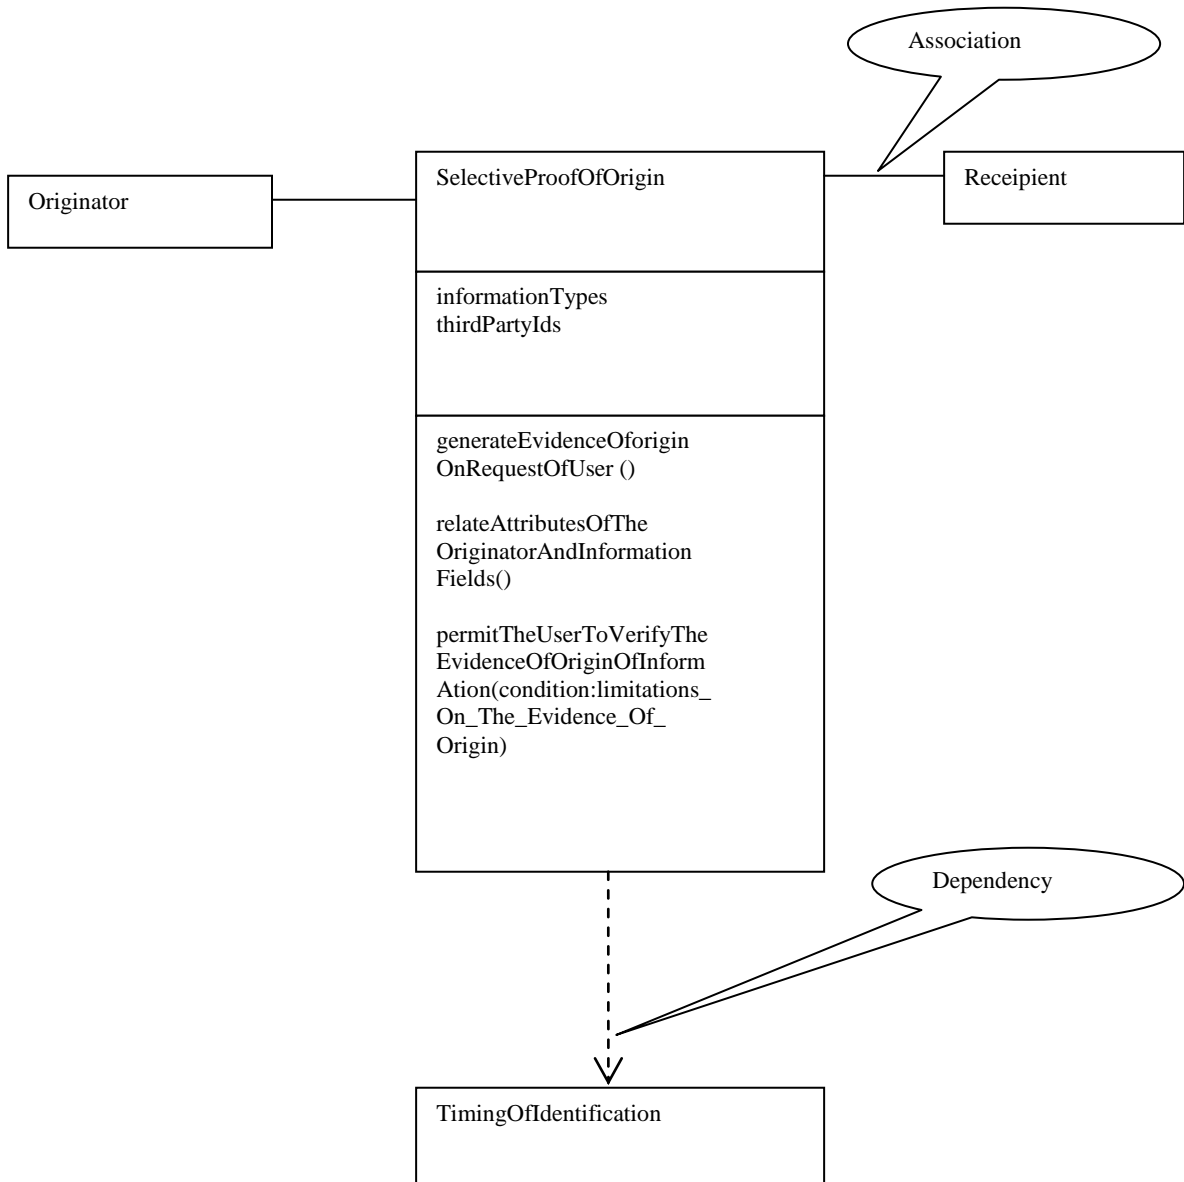 Association
SelectiveProofOfOrigin
Receipient
Originator
informationTypes
thirdPartyIds
generateEvidenceOforigin
OnRequestOfUser ()
relateAttributesOfThe
OriginatorAndInformation
Fields()
permitTheUserToVerifyThe
EvidenceOfOriginOfInform
Ation(condition:limitations_
On_The_Evidence_Of_
Origin)
Dependency
TimingOfIdentification